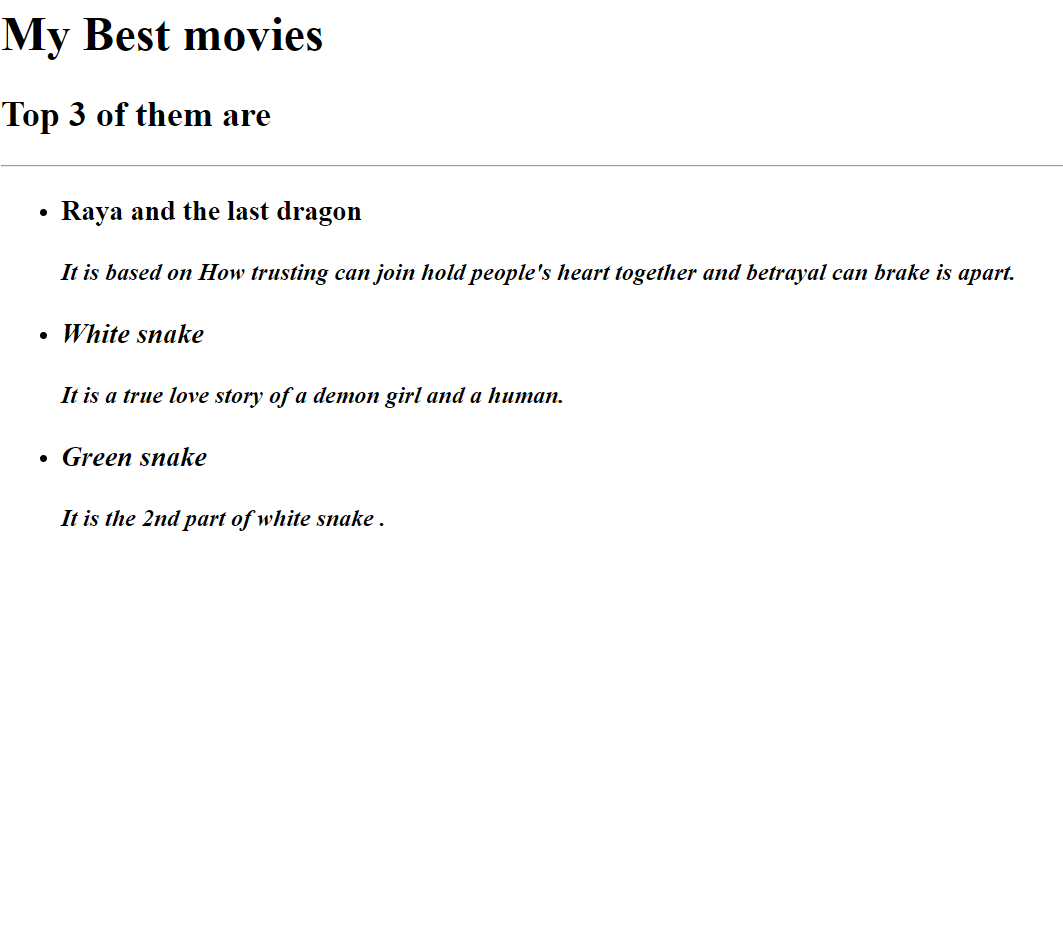 My Best movies
Top 3 of them are
Raya and the last dragon
It is based on How trusting can join hold people's heart together and betrayal can brake is apart.
White snake
It is a true love story of a demon girl and a human.
Green snake
It is the 2nd part of white snake .